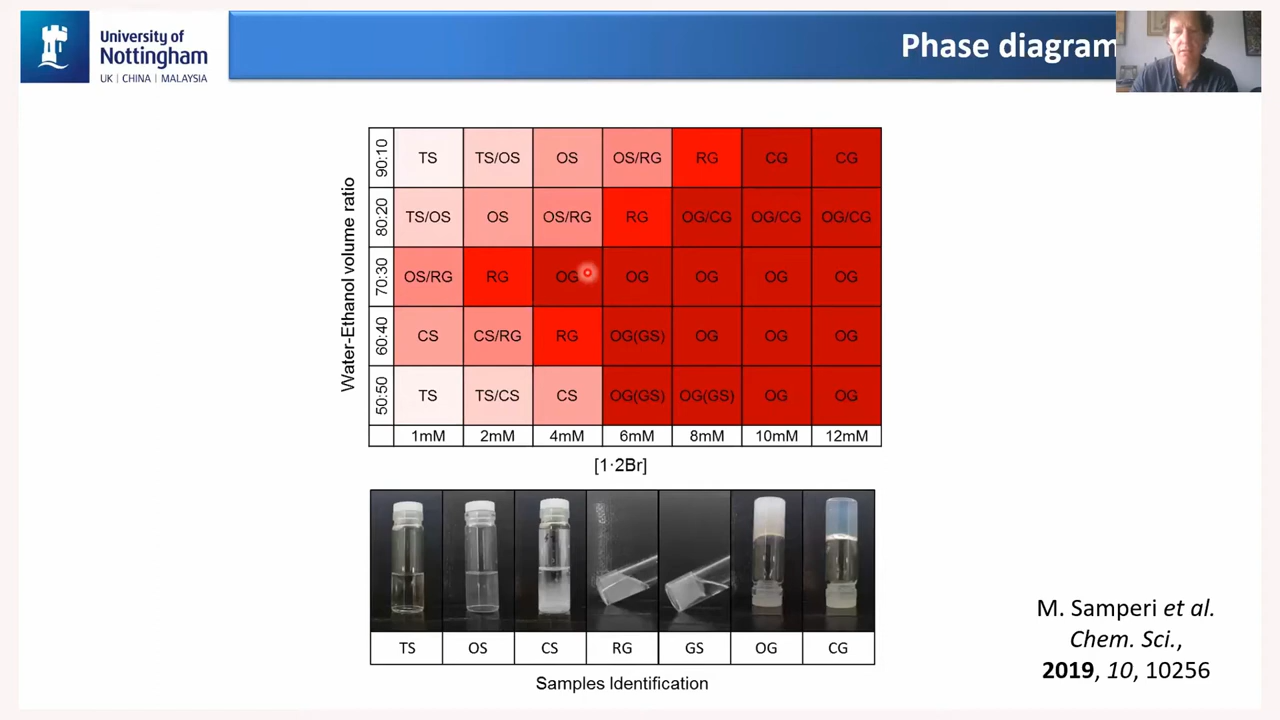 University of
Nottingham
UK | CHINA | MALAYSIA
Phase diagram
Water-Ethanol volume ratio
90:10 TS TS/OS OS OS/RG RG CG CG
80:20 TS/OS OS OS/RG RG OG/CG OG/CG OG/CG
70:30 OS/RG RG OG OG OG OG OG
60:40 CS CS/RG RG OG(GS) OG OG OG
50:50 TS TS/CS CS OG(GS) OG(GS) OG OG
1mM 2mM 4mM 6mM 8mM 10mM 12mM
[1·2Br]
TS OS CS RG GS OG CG
Samples Identification
M. Samperi et al.
Chem. Sci.,
2019, 10, 10256